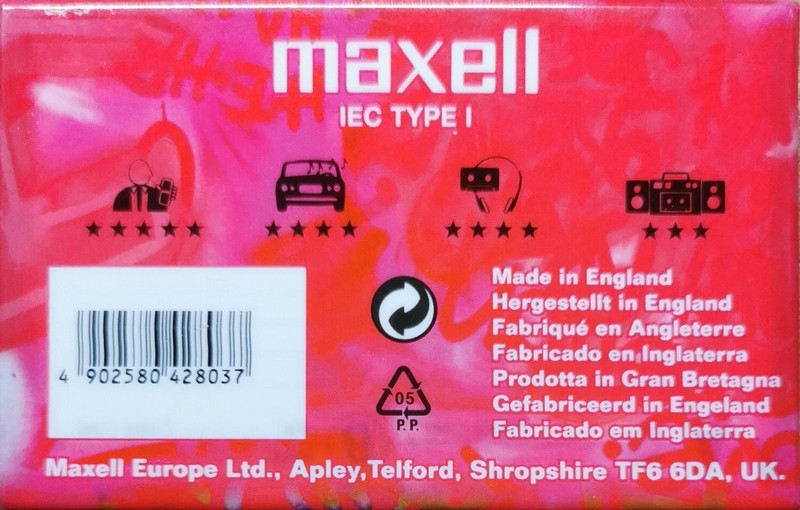 maxell
IEC TYPE I
Made in England
Hergestellt in England
Fabriqué en Angleterre
Fabricado en Inglaterra
Prodotta in Gran Bretagna
Gefabriceerd in Engeland
Fabricado em Inglaterra
4 902580 428037
05
P.P.
Maxell Europe Ltd., Apley,Telford, Shropshire TF6 6DA, UK.